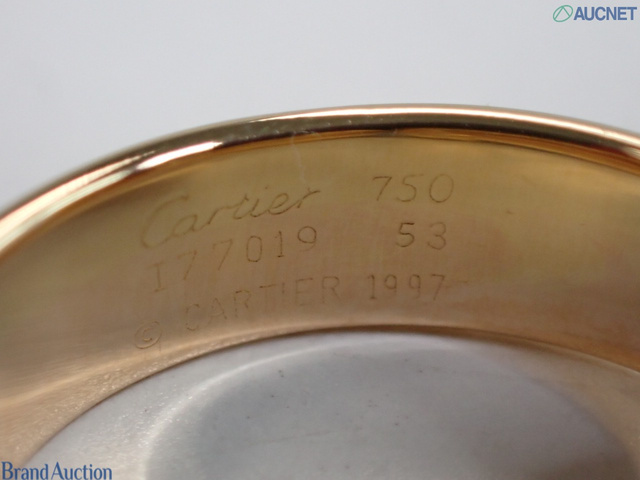 AUCNET
Cartier 750
I77019 53
© CARTIER 1997
Brand Auction